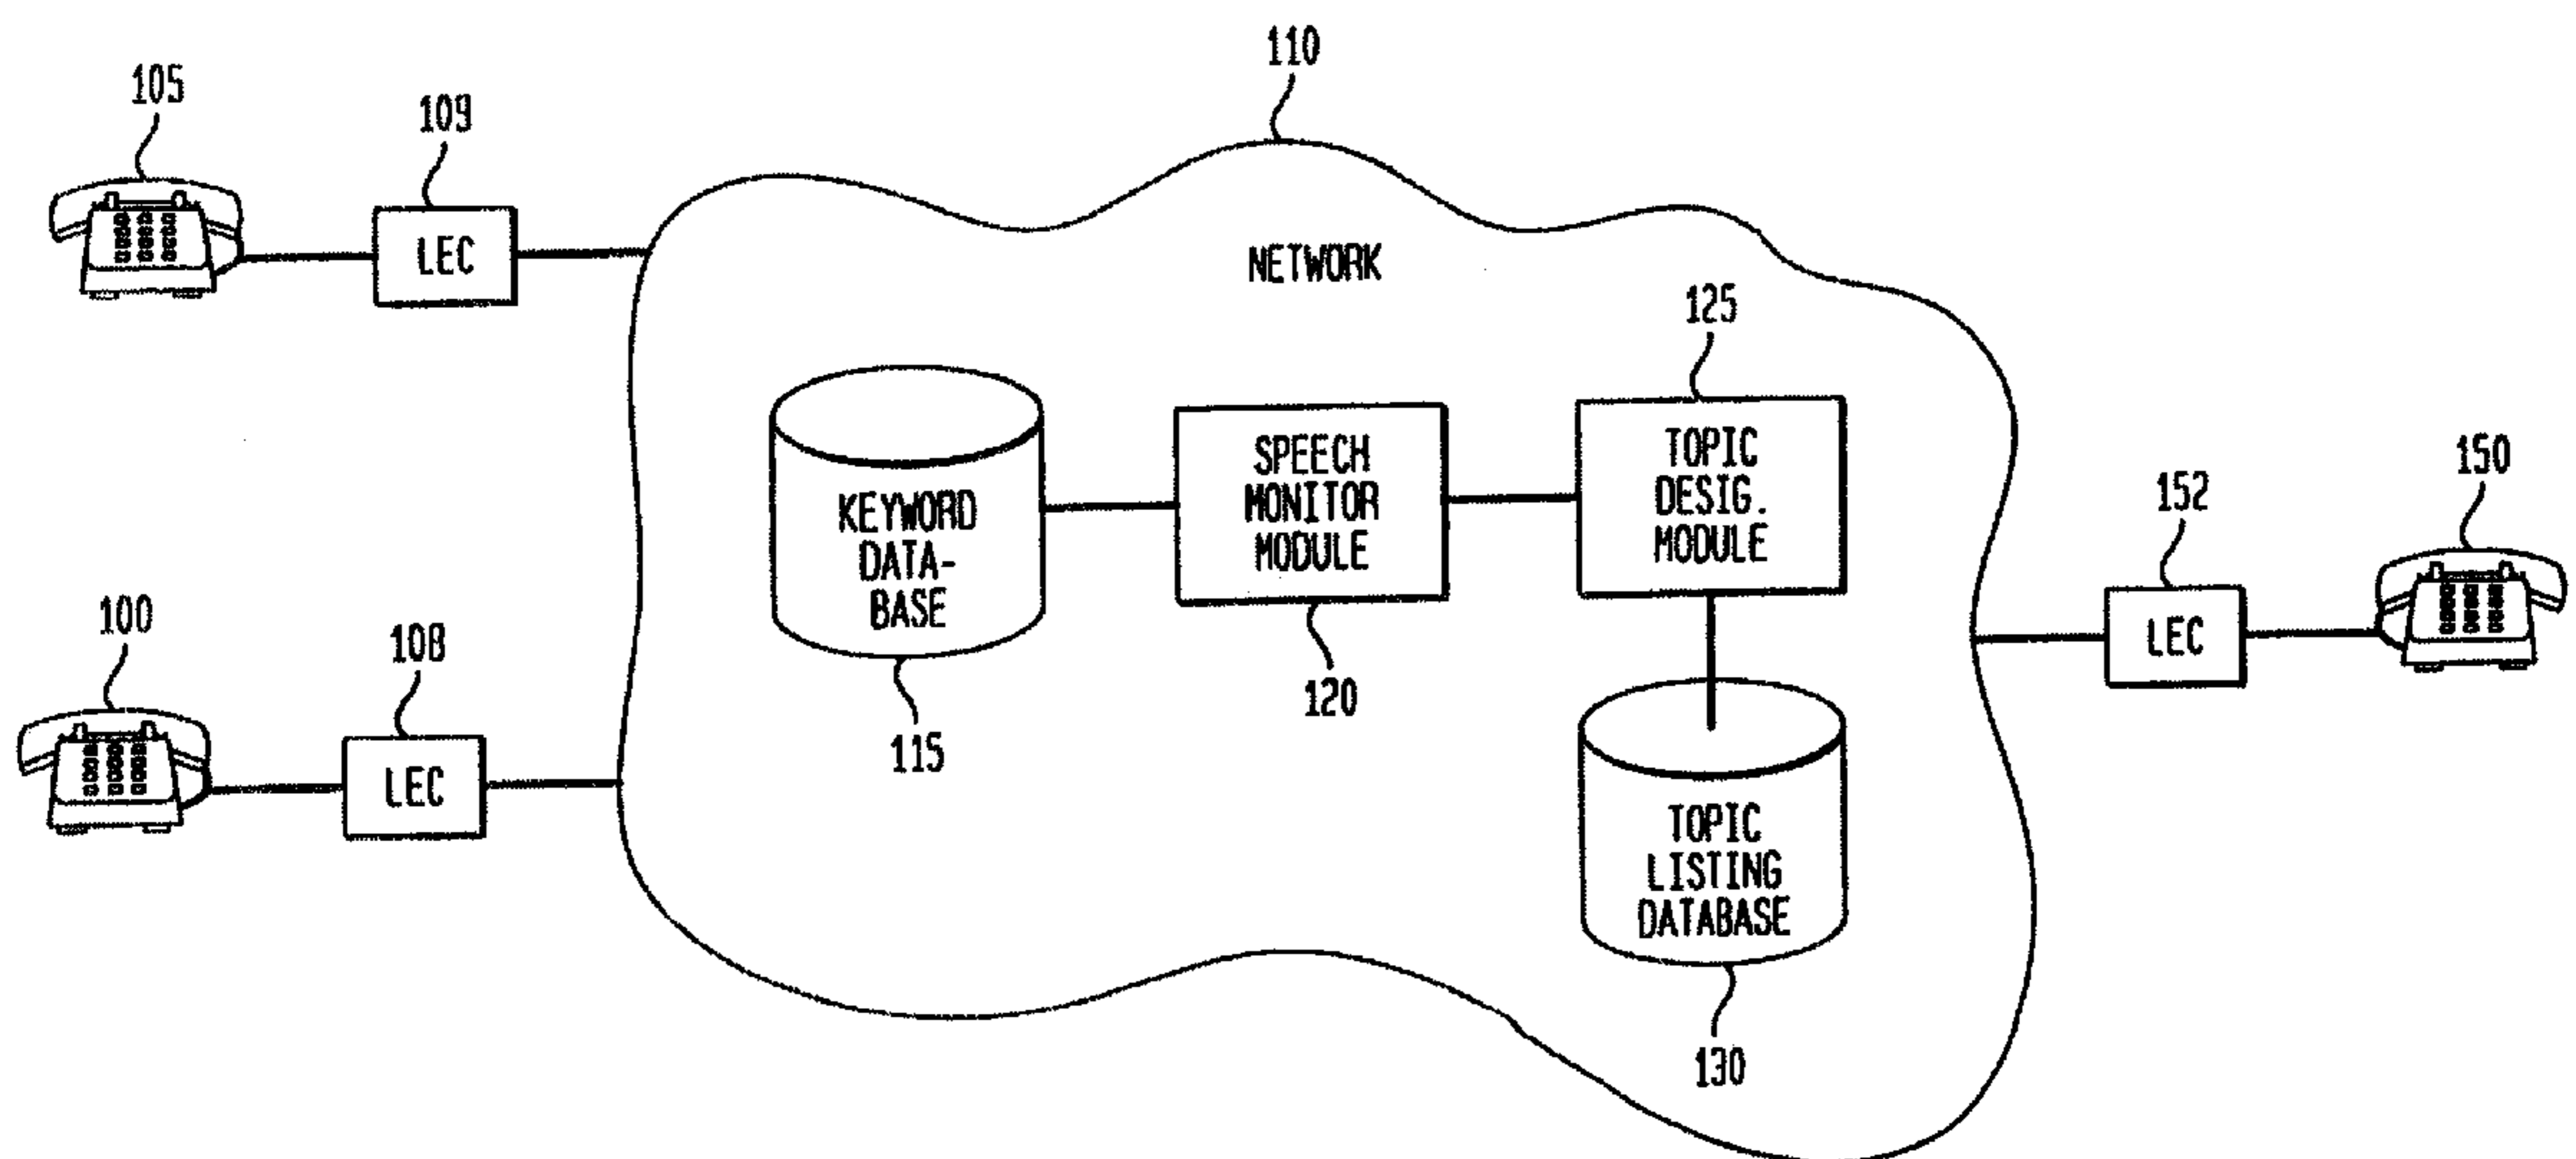 110
105
109
LEC
NETWORK
125
KEYWORD
DATA-
BASE
SPEECH
MONITOR
MODULE
TOPIC
DESIG.
MODULE
152
150
LEC
100
108
LEC
115
120
TOPIC
LISTING
DATABASE
130